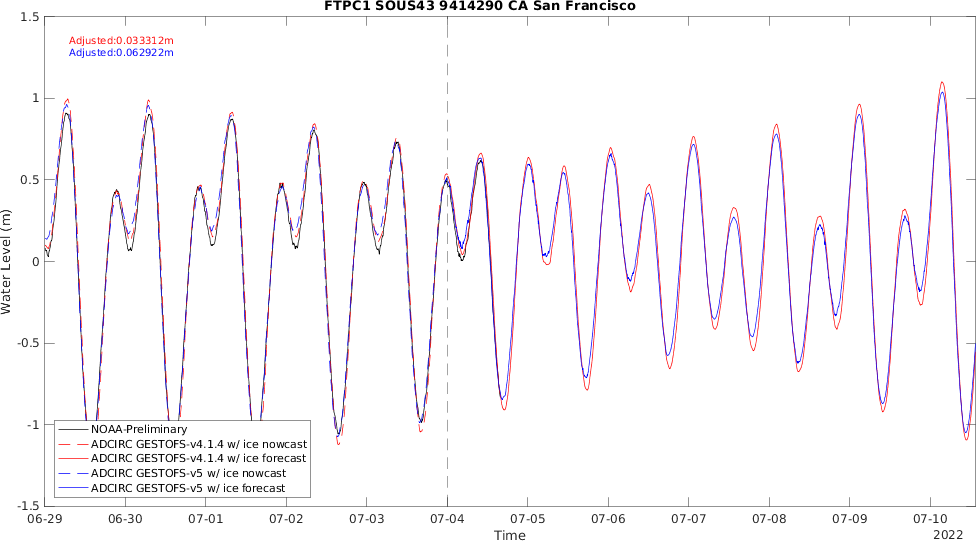 FTPC1 SOUS43 9414290 CA San Francisco
1.5
Adjusted:0.033312m
Adjusted:0.062922m
1
0.5
0
-0.5
-1
-1.5
Water Level (m)
NOAA-Preliminary
ADCIRC GESTOFS-v4.1.4 w/ ice nowcast
ADCIRC GESTOFS-v4.1.4 w/ ice forecast
ADCIRC GESTOFS-v5 w/ ice nowcast
ADCIRC GESTOFS-v5 w/ ice forecast
06-29 06-30 07-01 07-02 07-03 07-04 07-05 07-06 07-07 07-08 07-09 07-10
Time
2022